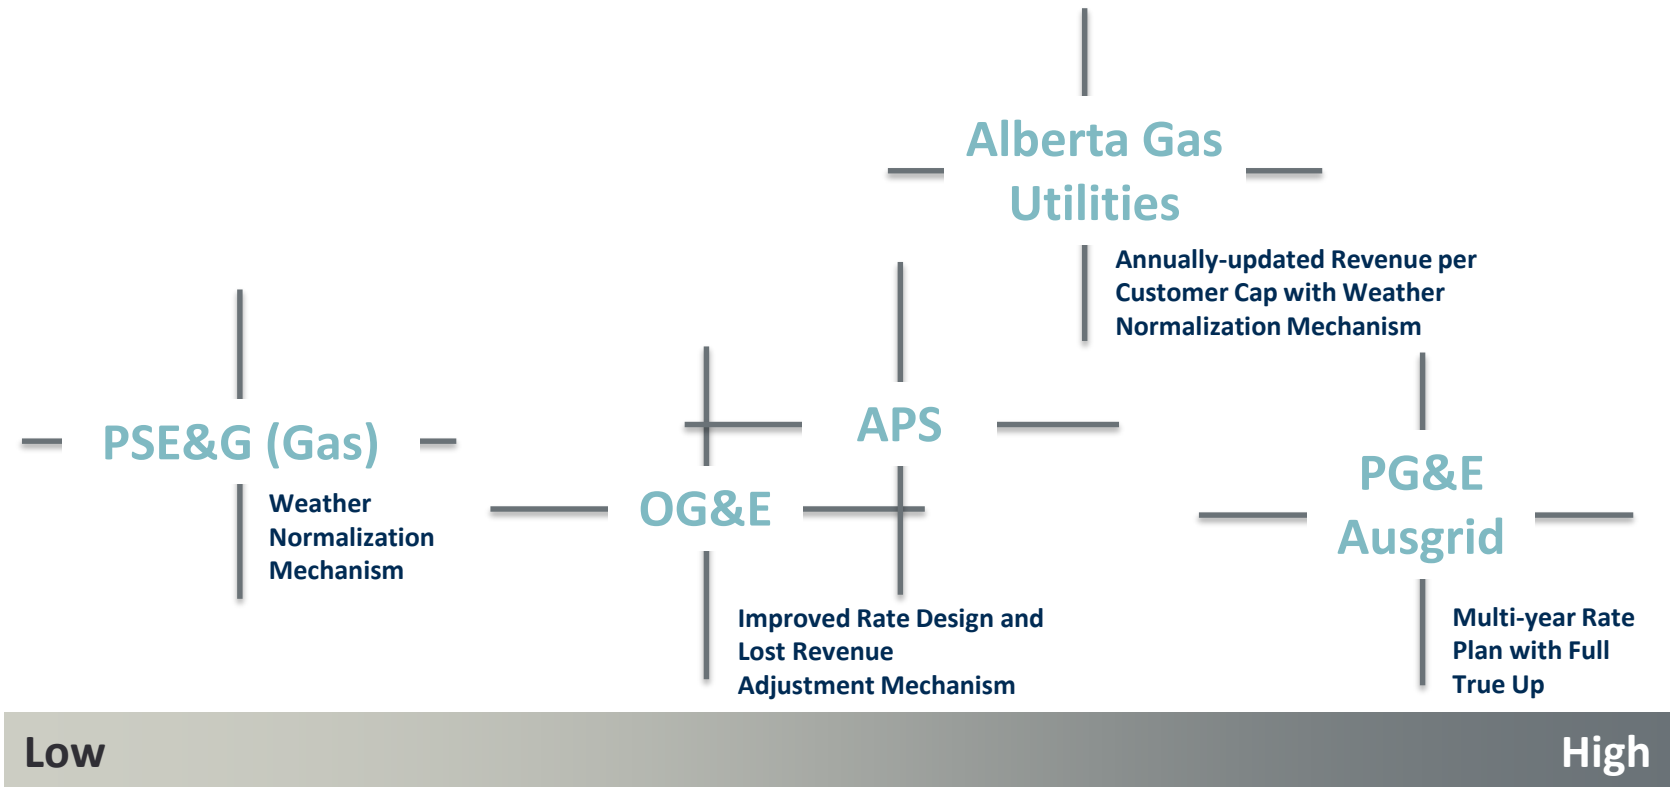 Alberta Gas
Utilities
Annually-updated Revenue per
Customer Cap with Weather
Normalization Mechanism
PSE&G (Gas)
Weather
Normalization
Mechanism
APS
OG&E
Improved Rate Design and
Lost Revenue
Adjustment Mechanism
PG&E
Ausgrid
Multi-year Rate
Plan with Full
True Up
Low
High